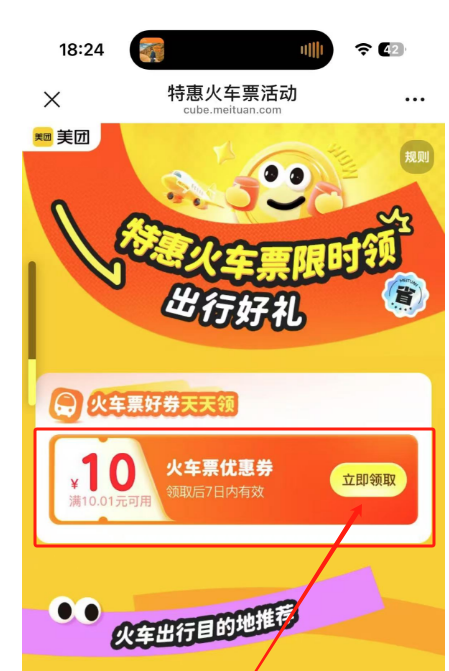 18:24
42
特惠火车票活动
cube.meituan.com
美团 美团
规则
WOW
特惠火车票限时领
出行好礼
省
火车票好券天天领
¥10
火车票优惠券
立即领取
满10.01元可用
领取后7日内有效
火车出行目的地推荐